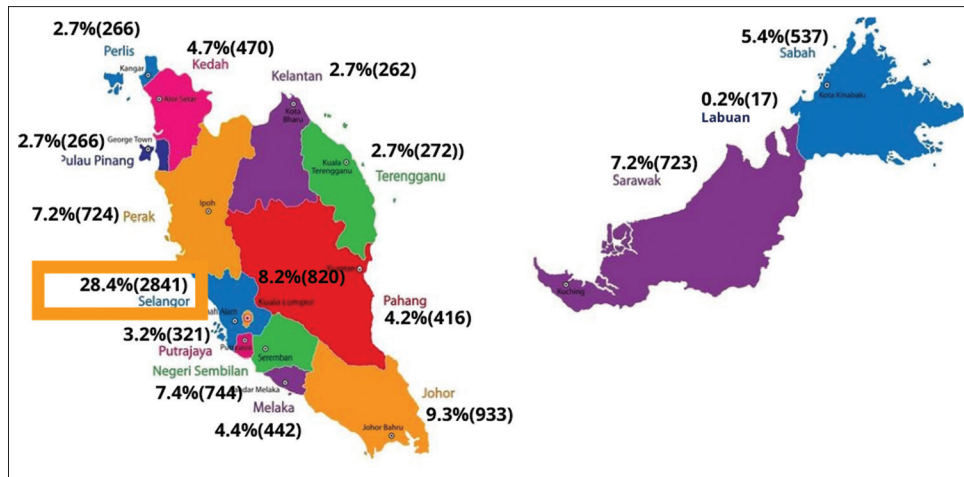 2.7%(266)
Perlis
Kangar
4.7%(470)
Kedah
Alor Setar
Kelantan
2.7%(262)
Kota
Bharu
George Town
2.7%(266)
Pulau Pinang
Kuala
Terengganu
2.7%(272))
Terengganu
Ipoh
7.2%(724)
Perak
28.4%(2841)
Selangor
8.2%(820)
Kuala Lumpur
Pahang
4.2%(416)
3.2%(321)
Putrajaya
Seremban
Negeri Sembilan
7.4%(744)
Melaka
4.4%(442)
Johor
9.3%(933)
Johor Bahru
5.4%(537)
Sabah
Kota Kinabalu
0.2%(17)
Labuan
7.2%(723)
Sarawak
Kuching